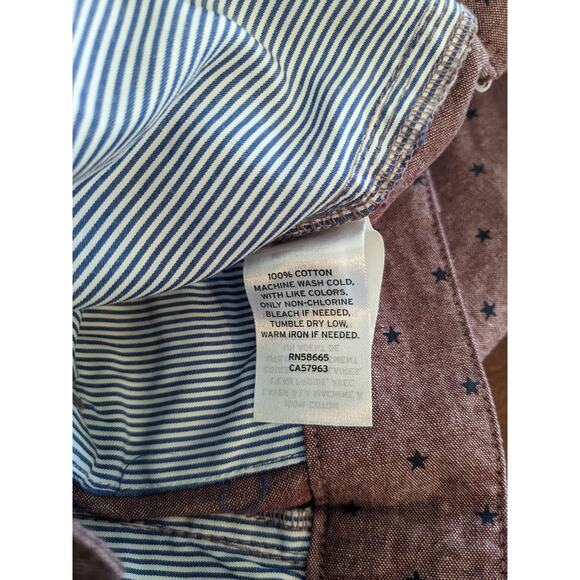 100% COTTON
MACHINE WASH COLD,
WITH LIKE COLORS,
ONLY NON-CHLORINE
BLEACH IF NEEDED,
TUMBLE DRY LOW,
WARM IRON IF NEEDED.
RN58665
CA57963